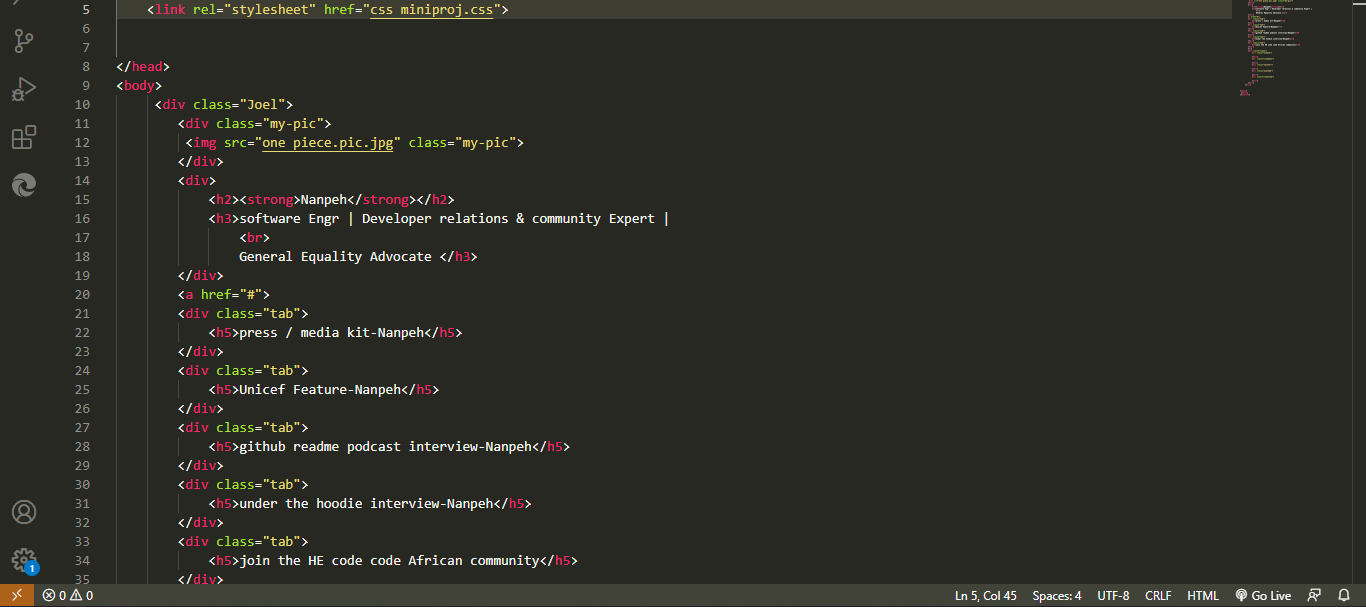 5 <link rel="stylesheet" href="css miniproj.css">
6
7
8 </head>
9 <body>
10 <div class="Joel">
11 <div class="my-pic">
12 <img src="one piece.pic.jpg" class="my-pic">
13 </div>
14 <div>
15 <h2><strong>Nanpeh</strong></h2>
16 <h3>software Engr | Developer relations & community Expert |
17 <br>
18 General Equality Advocate </h3>
19 </div>
20 <a href="#">
21 <div class="tab">
22 <h5>press / media kit-Nanpeh</h5>
23 </div>
24 <div class="tab">
25 <h5>Unicef Feature-Nanpeh</h5>
26 </div>
27 <div class="tab">
28 <h5>github readme podcast interview-Nanpeh</h5>
29 </div>
30 <div class="tab">
31 <h5>under the hoodie interview-Nanpeh</h5>
32 </div>
33 <div class="tab">
34 <h5>join the HE code code African community</h5>
35 </div>
1
0 0 Ln 5, Col 45 Spaces: 4 UTF-8 CRLF HTML Go Live